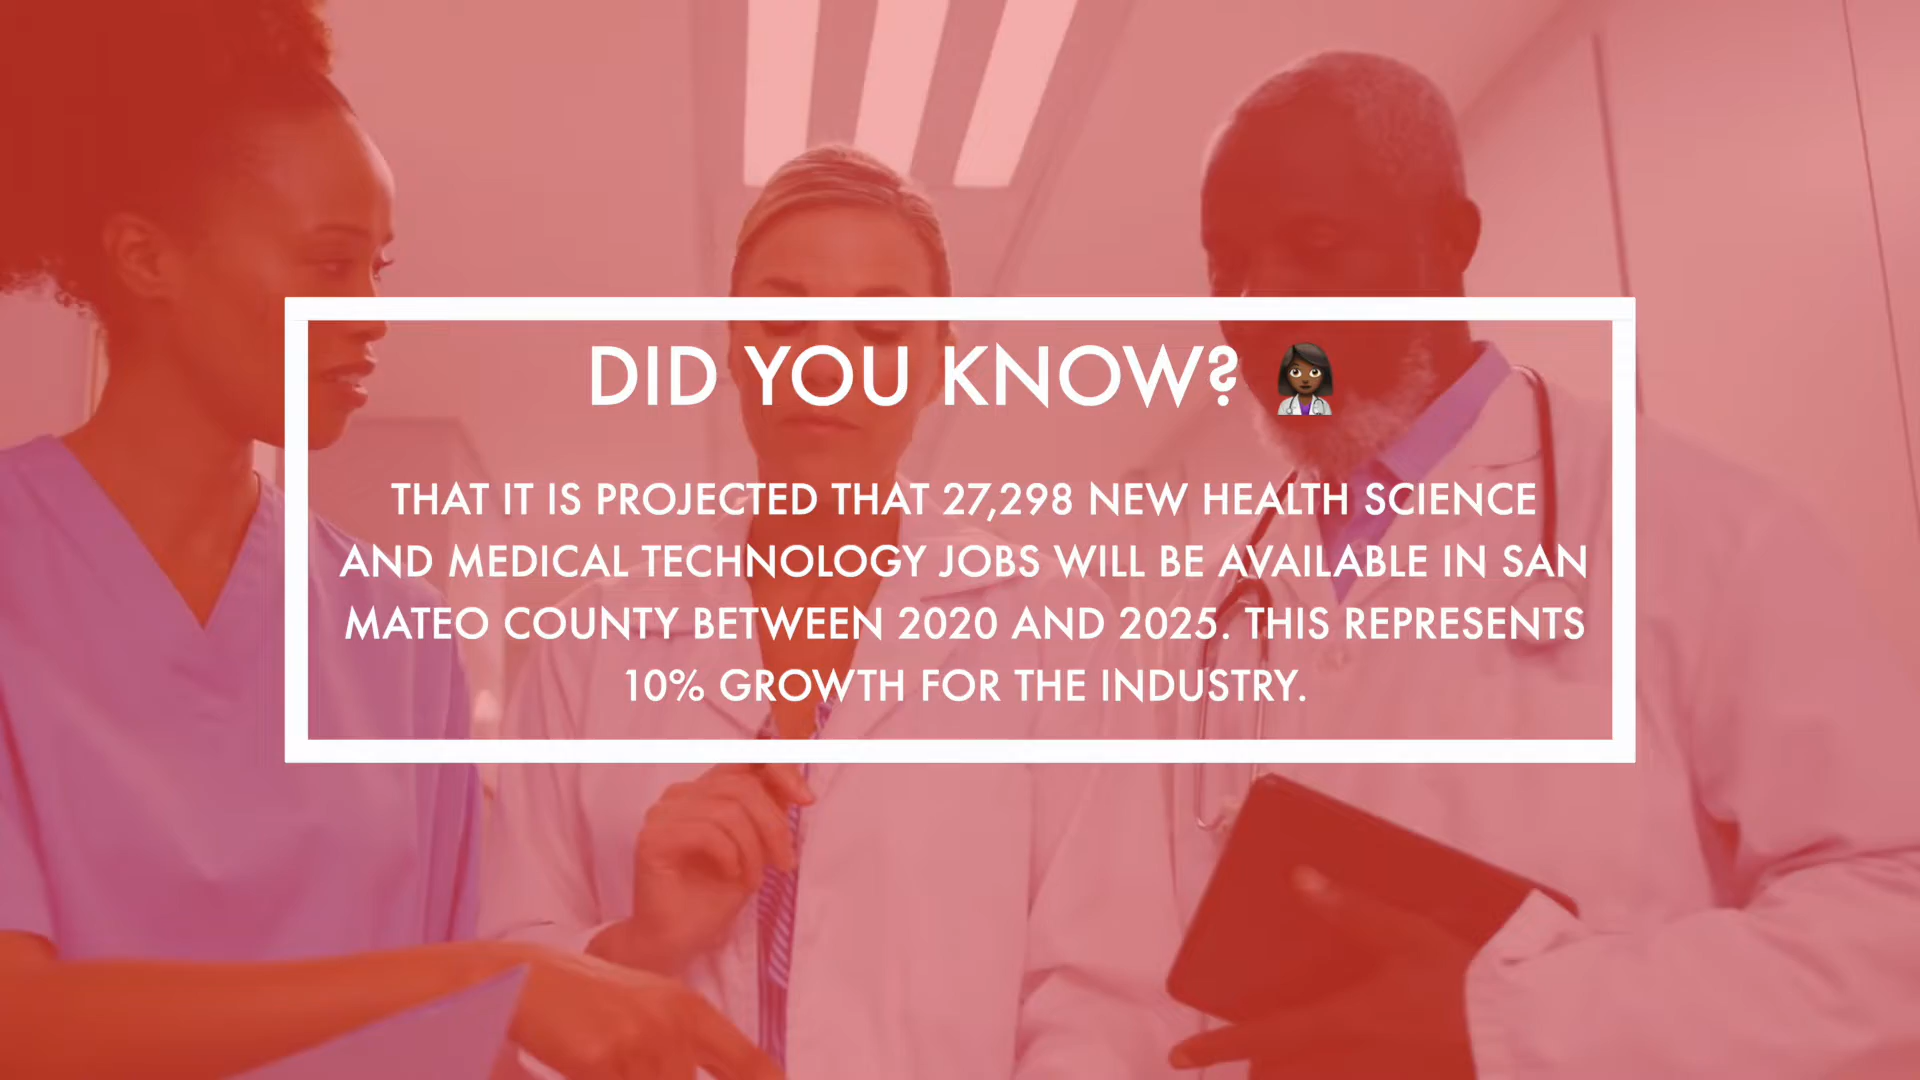 DID YOU KNOW? 👩🏾‍⚕️
THAT IT IS PROJECTED THAT 27,298 NEW HEALTH SCIENCE
AND MEDICAL TECHNOLOGY JOBS WILL BE AVAILABLE IN SAN
MATEO COUNTY BETWEEN 2020 AND 2025. THIS REPRESENTS
10% GROWTH FOR THE INDUSTRY.